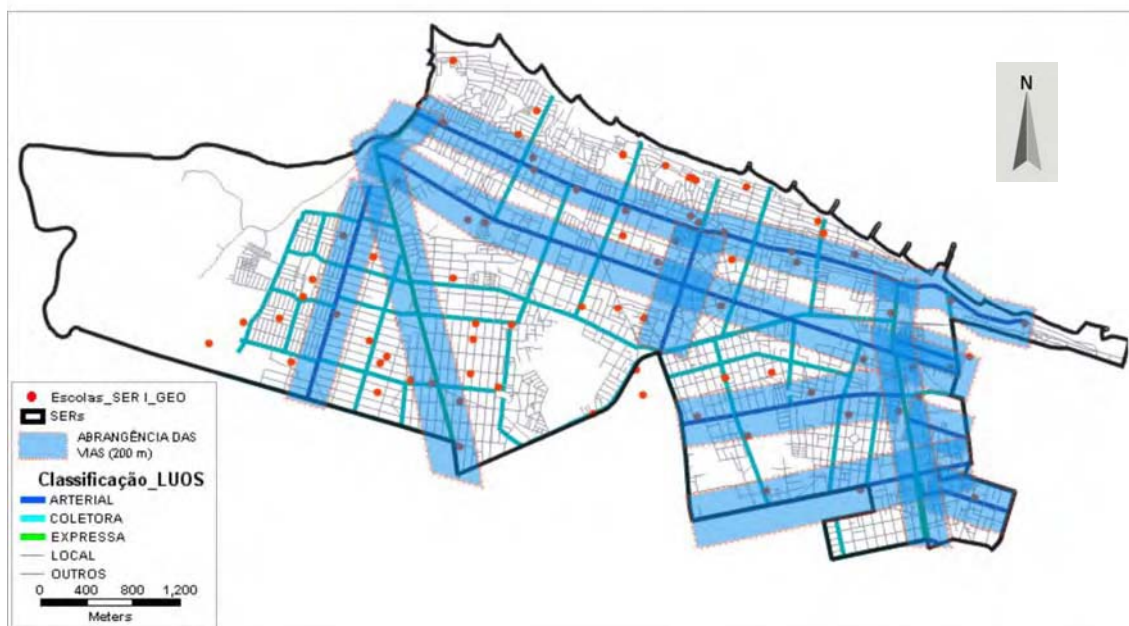 N
Escolas_SER I_GEO
SERs
ABRANGÊNCIA DAS
VIAS (200 m)
Classificação_LUOS
ARTERIAL
COLETORA
EXPRESSA
LOCAL
OUTROS
0 400 800 1,200
Meters